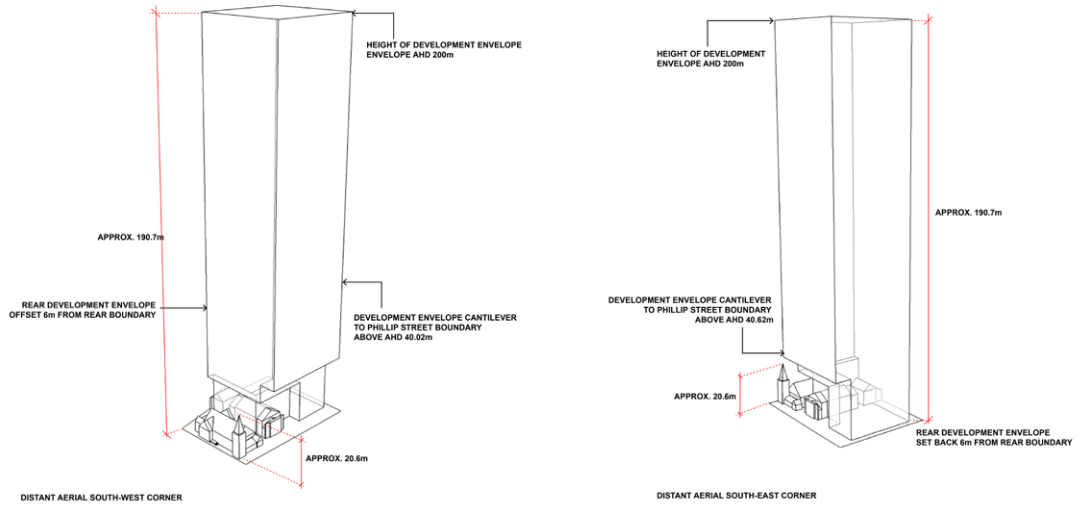 HEIGHT OF DEVELOPMENT ENVELOPE
ENVELOPE AHD 200m
APPROX. 190.7m
REAR DEVELOPMENT ENVELOPE
OFFSET 6m FROM REAR BOUNDARY
DEVELOPMENT ENVELOPE CANTILEVER
TO PHILLIP STREET BOUNDARY
ABOVE AHD 40.02m
APPROX. 20.6m
DISTANT AERIAL SOUTH-WEST CORNER
HEIGHT OF DEVELOPMENT
ENVELOPE AHD 200m
APPROX. 190.7m
DEVELOPMENT ENVELOPE CANTILEVER
TO PHILLIP STREET BOUNDARY
ABOVE AHD 40.62m
APPROX. 20.6m
REAR DEVELOPMENT ENVELOPE
SET BACK 6m FROM REAR BOUNDARY
DISTANT AERIAL SOUTH-EAST CORNER